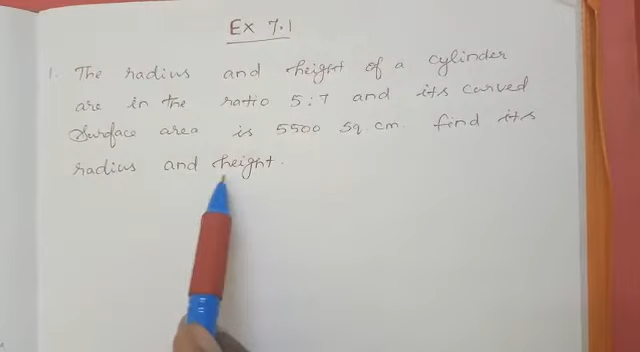 Ex 7.1
1. The radius and height of a cylinder
are in the ratio 5:7 and its curved
Surface area is 5500 sq.cm. find its
radius and height.